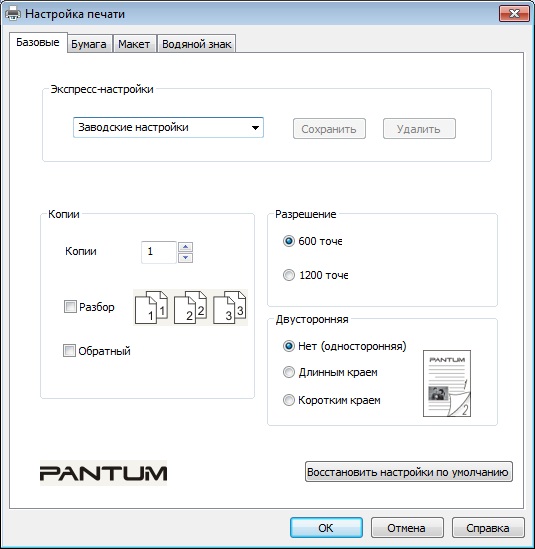 Настройка печати
Базовые Бумага Макет Водяной знак
Экспресс-настройки
Заводские настройки Сохранить Удалить
Копии
Копии 1
Разбор 1 1 2 2 3 3
Обратный
Разрешение
600 точе
1200 точе
Двусторонняя
Нет (односторонняя)
Длинным краем
Коротким краем
PANTUM
2
PANTUM
Восстановить настройки по умолчанию
OK Отмена Справка